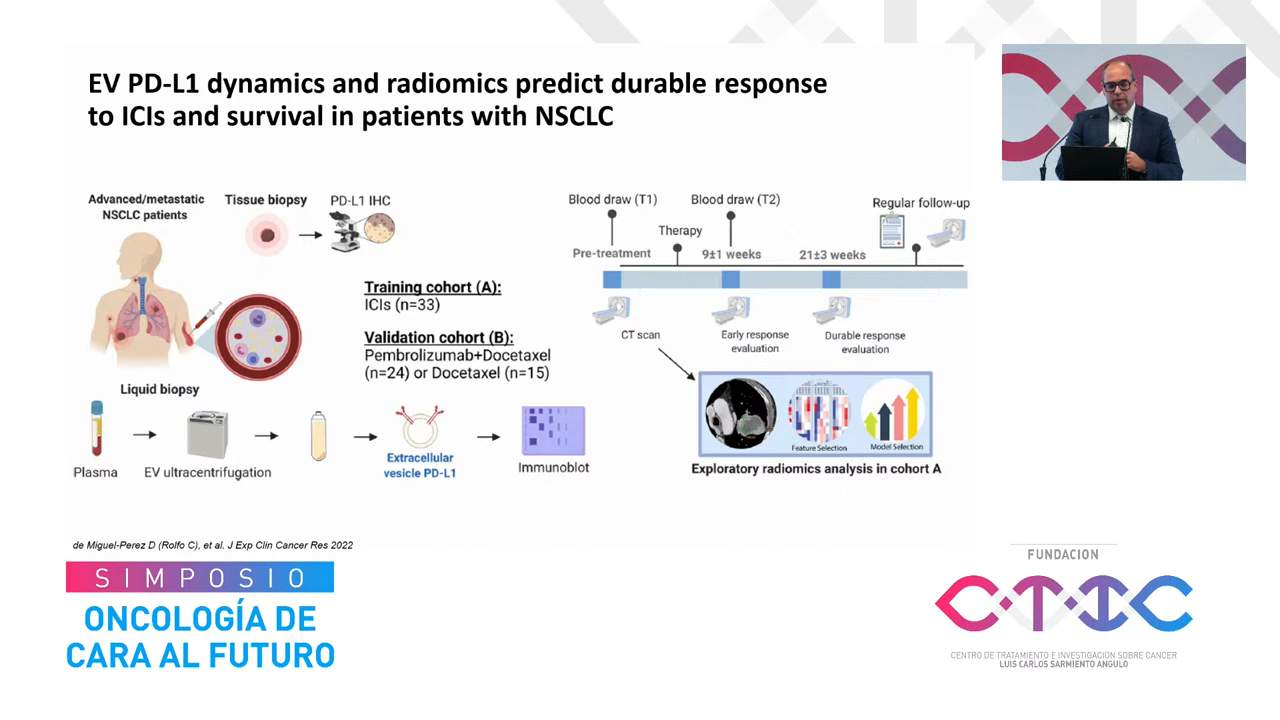 EV PD-L1 dynamics and radiomics predict durable response
to ICIs and survival in patients with NSCLC
Advanced/metastatic
NSCLC patients
Tissue biopsy
PD-L1 IHC
Training cohort (A):
ICIs (n=33)
Validation cohort (B):
Pembrolizumab+Docetaxel
(n=24) or Docetaxel (n=15)
Liquid biopsy
Plasma
EV ultracentrifugation
Extracellular
vesicle PD-L1
Immunoblot
Blood draw (T1)
Blood draw (T2)
Regular follow-up
Therapy
Pre-treatment
9±1 weeks
21±3 weeks
CT scan
Early response
evaluation
Durable response
evaluation
Feature Selection
Model Selection
Exploratory radiomics analysis in cohort A
de Miguel-Perez D (Rolfo C), et al. J Exp Clin Cancer Res 2022
SIMPOSIO
ONCOLOGÍA DE
CARA AL FUTURO
FUNDACION
CTIC
CENTRO DE TRATAMIENTO E INVESTIGACION SOBRE CANCER
LUIS CARLOS SARMIENTO ANGULO